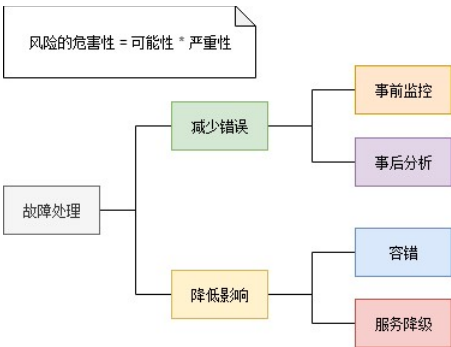 风险的危害性 = 可能性 * 严重性
事前监控
减少错误
事后分析
故障处理
容错
降低影响
服务降级